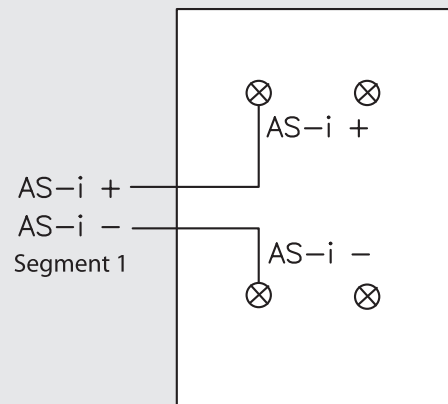 AS-i +
AS-i +
AS-i -
AS-i -
Segment 1